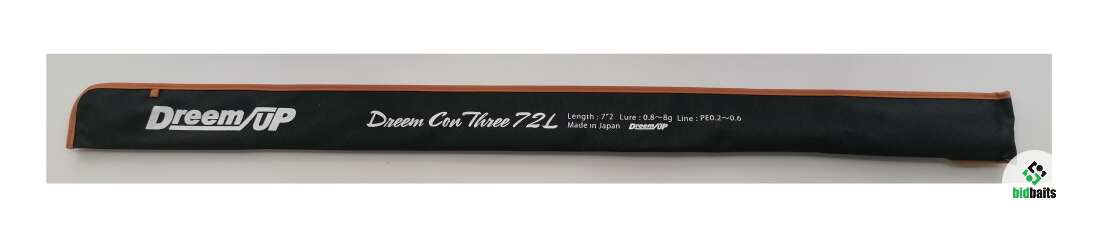 Dreem/UP
Dreem Con Three 72L
Length : 7"2 Lure : 0.8～8g Line : PE0.2～0.6
Made in Japan Dreem/UP
bidbaits